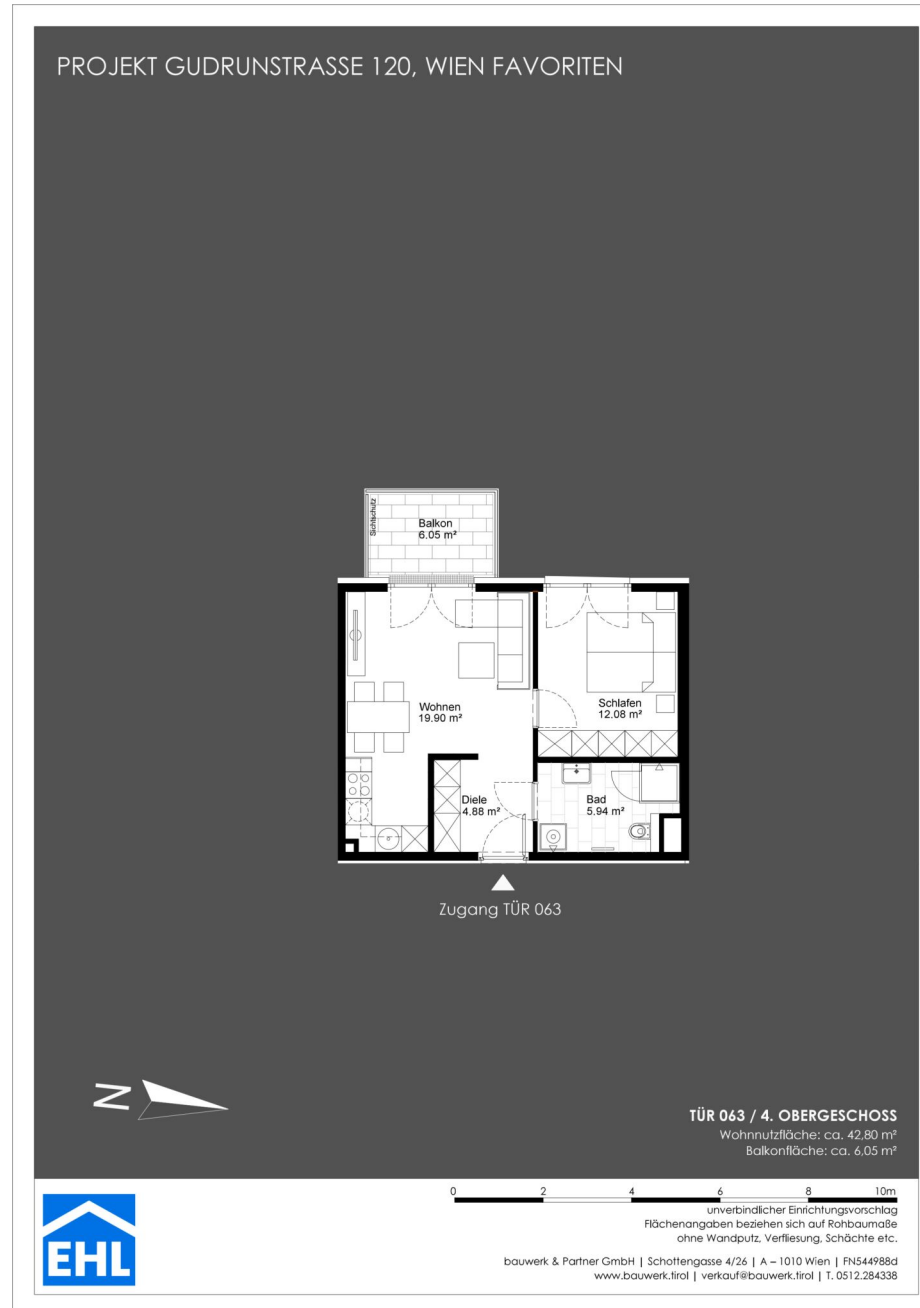 PROJEKT GUDRUNSTRASSE 120, WIEN FAVORITEN
Sichtschutz
Balkon
6.05 m²
Wohnen
19.90 m²
Schlafen
12.08 m²
Diele
4.88 m²
Bad
5.94 m²
Zugang TÜR 063
N
TÜR 063 / 4. OBERGESCHOSS
Wohnnutzfläche: ca. 42,80 m²
Balkonfläche: ca. 6,05 m²
0 2 4 6 8 10m
unverbindlicher Einrichtungsvorschlag
Flächenangaben beziehen sich auf Rohbaumaße
ohne Wandputz, Verfliesung, Schächte etc.
EHL
bauwerk & Partner GmbH | Schottengasse 4/26 | A – 1010 Wien | FN544988d
www.bauwerk.tirol | verkauf@bauwerk.tirol | T. 0512.284338